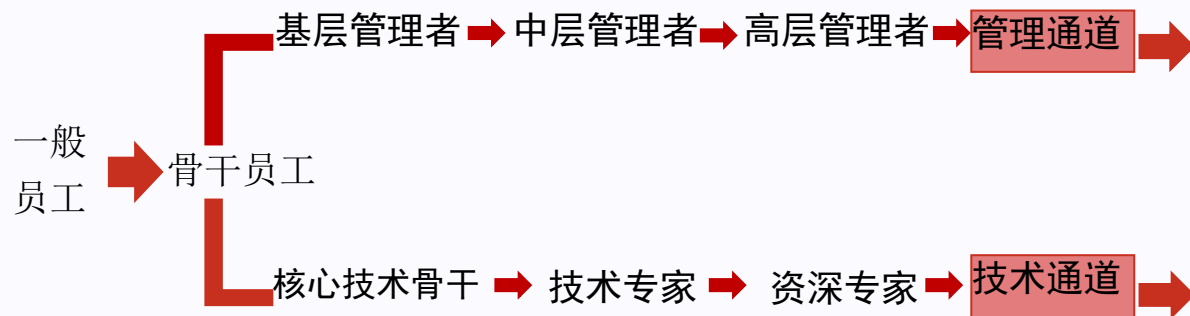 基层管理者 中层管理者 高层管理者 管理通道
一般
员工
骨干员工
核心技术骨干 技术专家 资深专家 技术通道